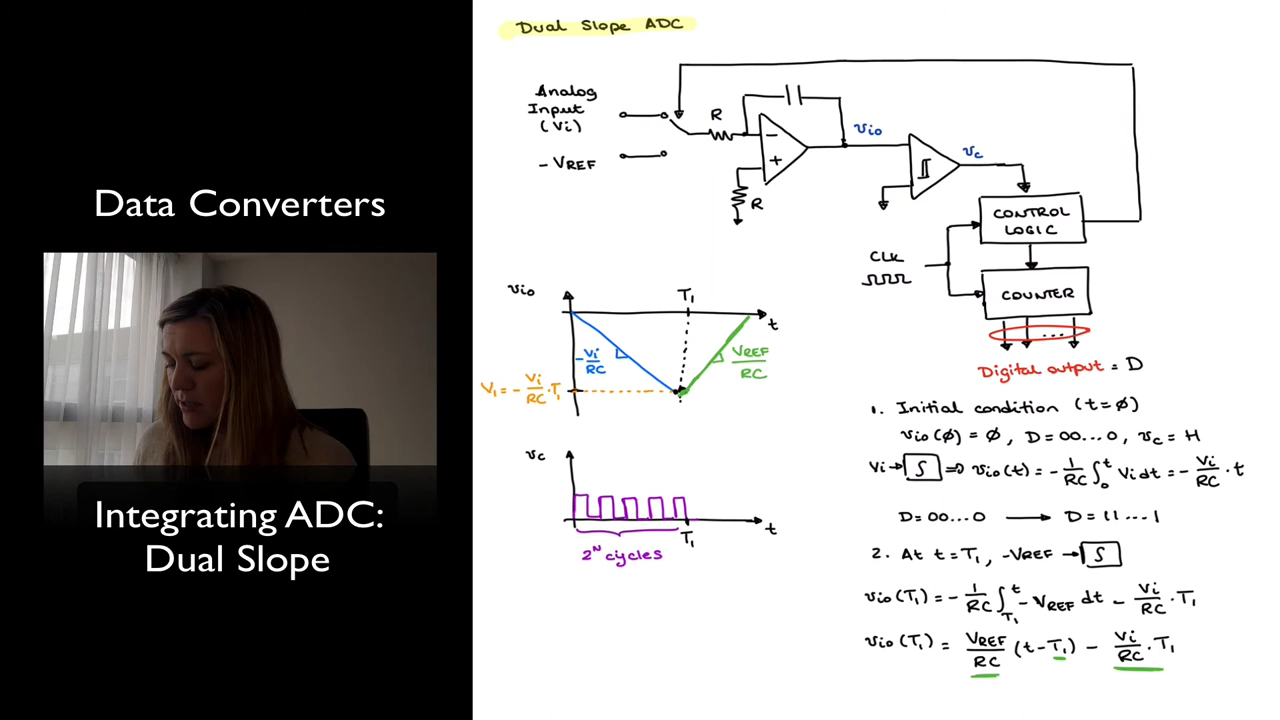 Data Converters
Integrating ADC:
Dual Slope
Dual Slope ADC
Analog
Input
(Vi)
-VREF
R
R
vio
vc
CONTROL
LOGIC
CLK
COUNTER
...
Digital output = D
vio
T1
t
-Vi/RC
VREF/RC
V1 = -Vi/RC · T1
vc
t
T1
2^N cycles
1. Initial condition (t=ø)
vio(ø) = ø, D=00...0, vc = H
Vi → ∫ ⇒ vio(t) = -1/RC ∫0^t Vi dt = -Vi/RC · t
D=00...0 → D=11...1
2. At t=T1, -VREF → ∫
vio(T1) = -1/RC ∫T1^t -VREF dt - Vi/RC · T1
vio(T1) = VREF/RC (t-T1) - Vi/RC · T1